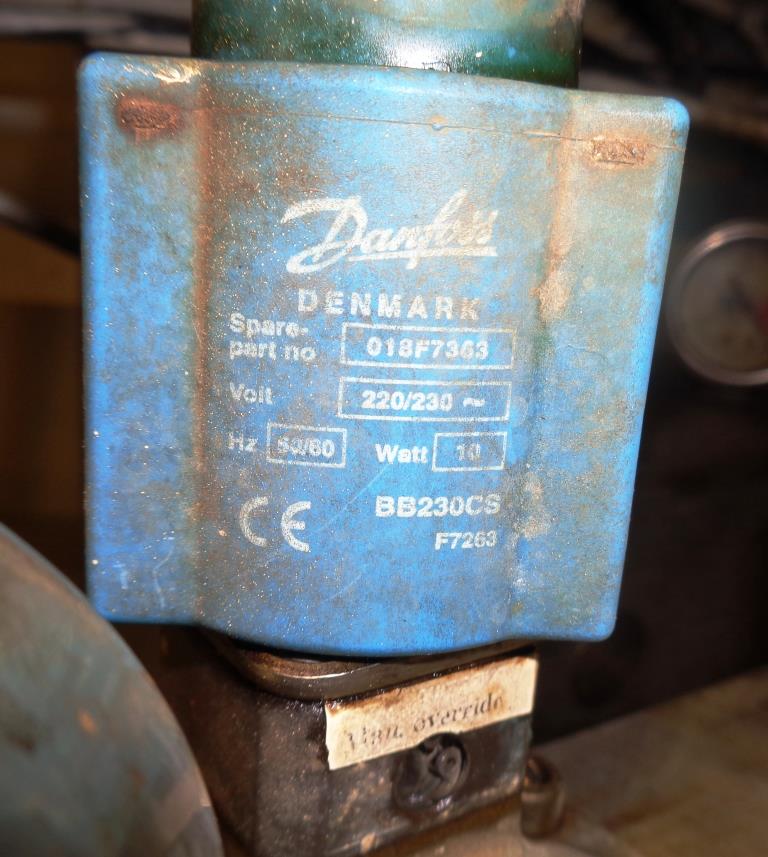 Danfoss
DENMARK
Spare-
part no 018F7363
Volt 220/230 ~
Hz 50/60 Watt 10
CE
BB230CS
F7263
Man. override